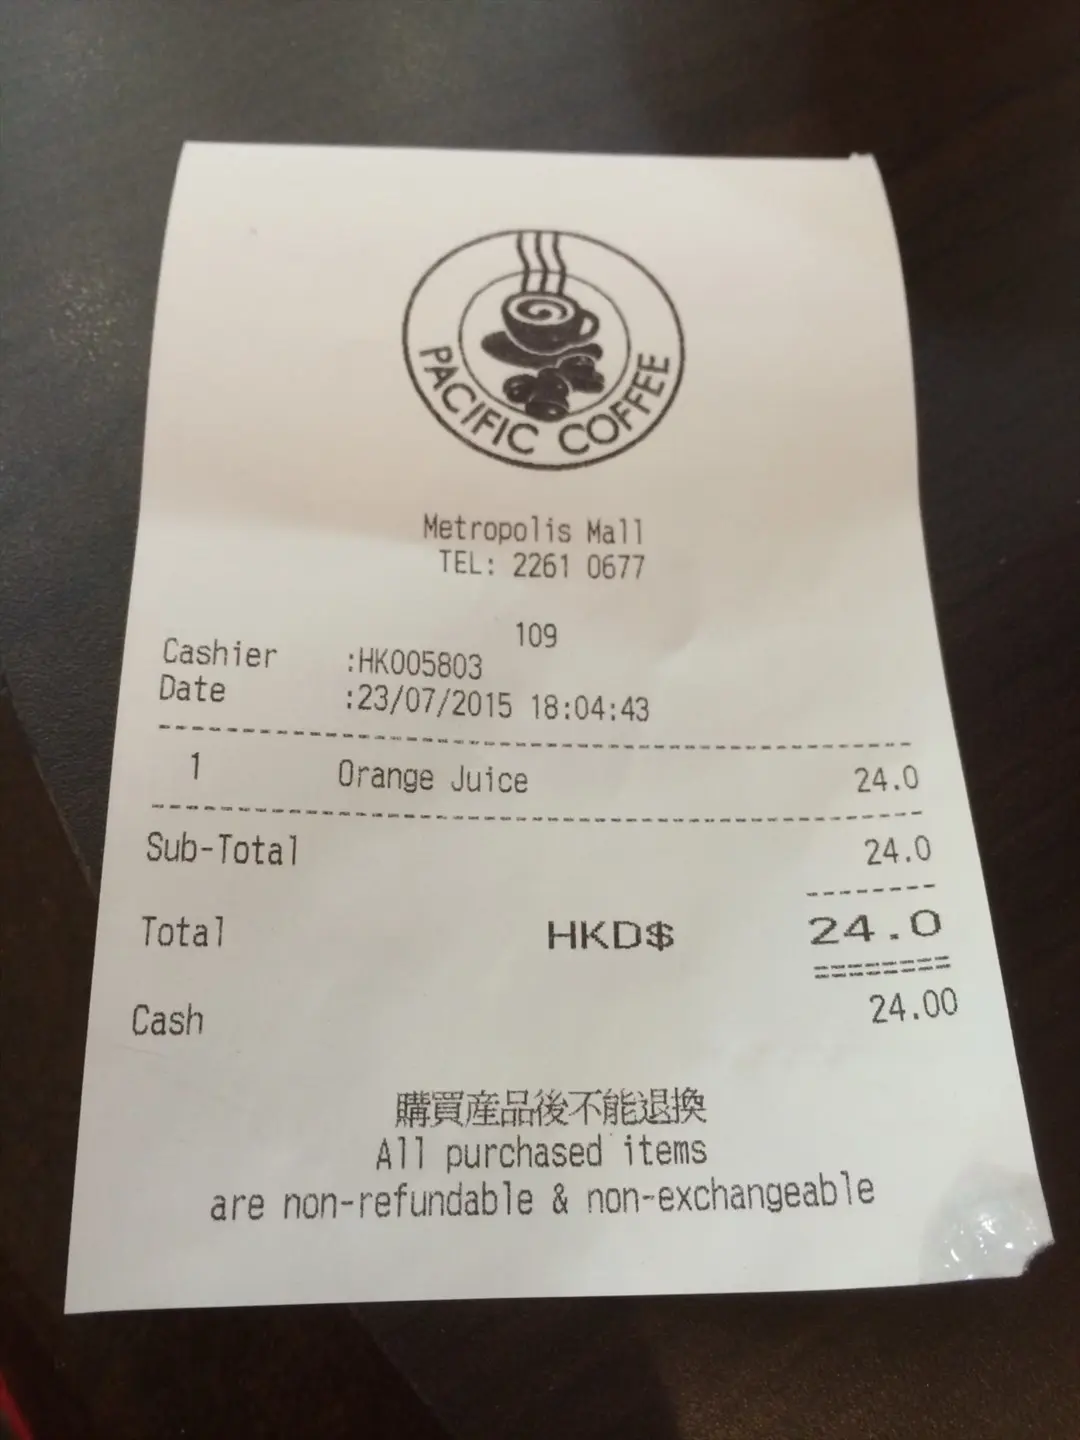 PACIFIC COFFEE
Metropolis Mall
TEL: 2261 0677
109
Cashier :HK005803
Date :23/07/2015 18:04:43
1 Orange Juice 24.0
Sub-Total 24.0
Total HKD$ 24.0
Cash 24.00
購買産品後不能退換
All purchased items
are non-refundable & non-exchangeable